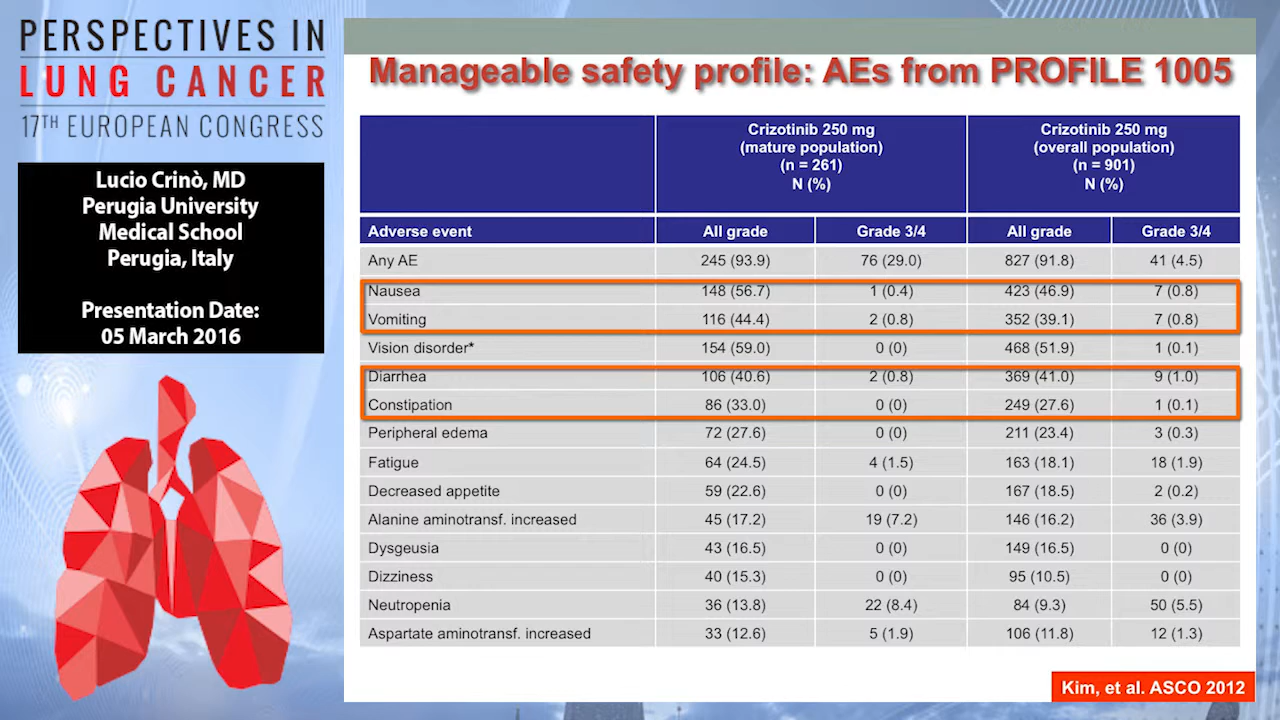 PERSPECTIVES IN
LUNG CANCER
17TH EUROPEAN CONGRESS
Lucio Crinò, MD
Perugia University
Medical School
Perugia, Italy
Presentation Date:
05 March 2016
Manageable safety profile: AEs from PROFILE 1005
Crizotinib 250 mg
(mature population)
(n = 261)
N (%)
Crizotinib 250 mg
(overall population)
(n = 901)
N (%)
Adverse event All grade Grade 3/4 All grade Grade 3/4
Any AE 245 (93.9) 76 (29.0) 827 (91.8) 41 (4.5)
Nausea 148 (56.7) 1 (0.4) 423 (46.9) 7 (0.8)
Vomiting 116 (44.4) 2 (0.8) 352 (39.1) 7 (0.8)
Vision disorder* 154 (59.0) 0 (0) 468 (51.9) 1 (0.1)
Diarrhea 106 (40.6) 2 (0.8) 369 (41.0) 9 (1.0)
Constipation 86 (33.0) 0 (0) 249 (27.6) 1 (0.1)
Peripheral edema 72 (27.6) 0 (0) 211 (23.4) 3 (0.3)
Fatigue 64 (24.5) 4 (1.5) 163 (18.1) 18 (1.9)
Decreased appetite 59 (22.6) 0 (0) 167 (18.5) 2 (0.2)
Alanine aminotransf. increased 45 (17.2) 19 (7.2) 146 (16.2) 36 (3.9)
Dysgeusia 43 (16.5) 0 (0) 149 (16.5) 0 (0)
Dizziness 40 (15.3) 0 (0) 95 (10.5) 0 (0)
Neutropenia 36 (13.8) 22 (8.4) 84 (9.3) 50 (5.5)
Aspartate aminotransf. increased 33 (12.6) 5 (1.9) 106 (11.8) 12 (1.3)
Kim, et al. ASCO 2012